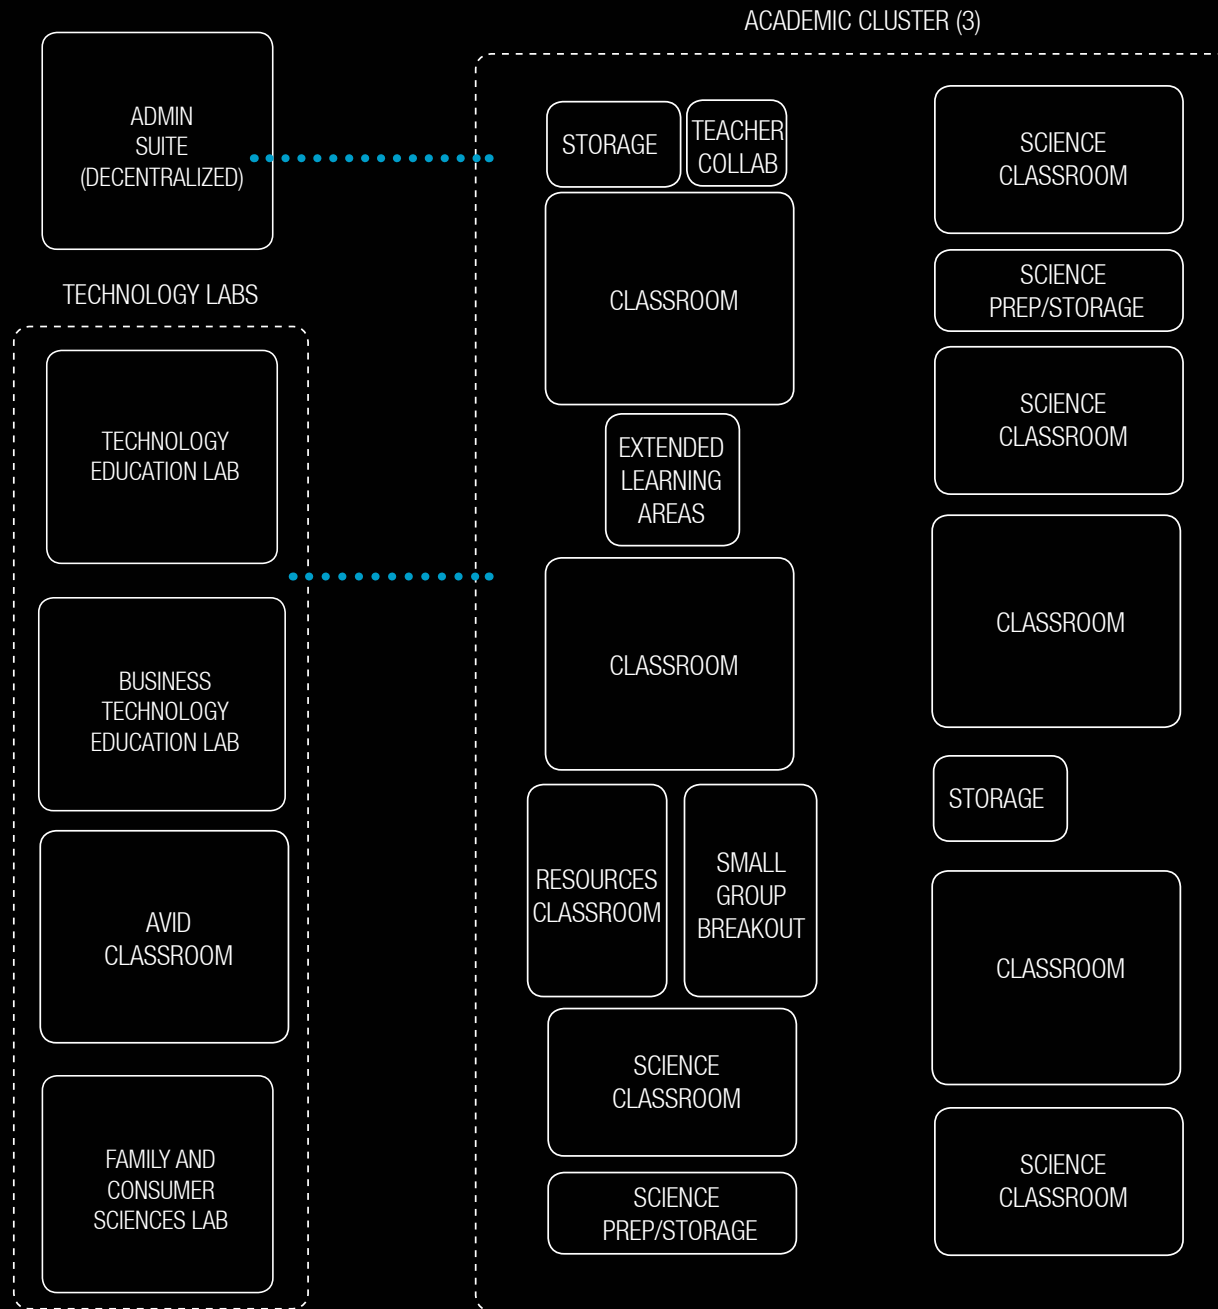 ACADEMIC CLUSTER (3)
ADMIN
SUITE
(DECENTRALIZED)
TECHNOLOGY LABS
TECHNOLOGY
EDUCATION LAB
BUSINESS
TECHNOLOGY
EDUCATION LAB
AVID
CLASSROOM
FAMILY AND
CONSUMER
SCIENCES LAB
STORAGE
TEACHER
COLLAB
CLASSROOM
EXTENDED
LEARNING
AREAS
CLASSROOM
RESOURCES
CLASSROOM
SMALL
GROUP
BREAKOUT
SCIENCE
CLASSROOM
SCIENCE
PREP/STORAGE
SCIENCE
CLASSROOM
SCIENCE
PREP/STORAGE
SCIENCE
CLASSROOM
CLASSROOM
STORAGE
CLASSROOM
SCIENCE
CLASSROOM